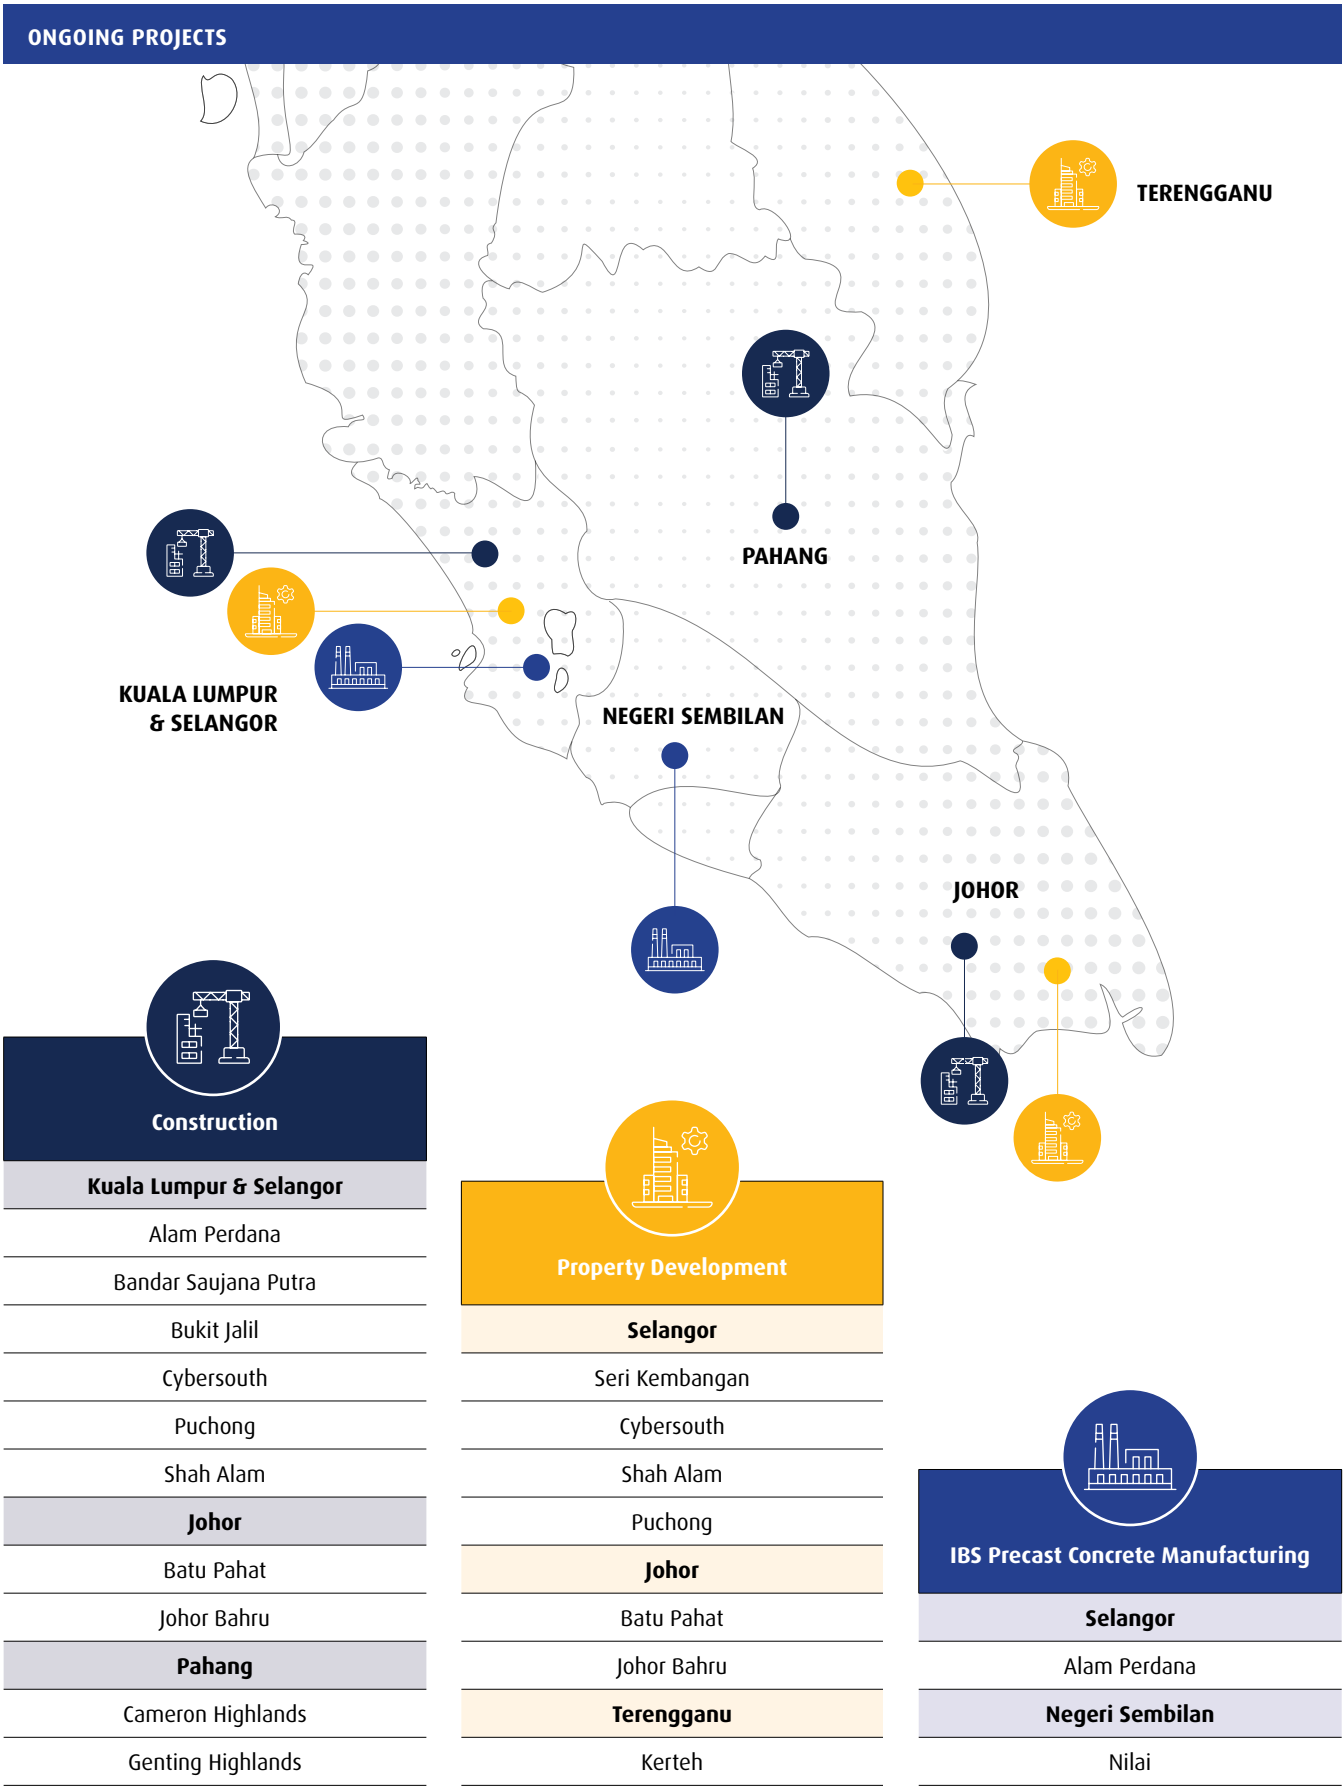 ONGOING PROJECTS
TERENGGANU
PAHANG
KUALA LUMPUR
& SELANGOR
NEGERI SEMBILAN
JOHOR
Construction
Kuala Lumpur & Selangor
Alam Perdana
Bandar Saujana Putra
Bukit Jalil
Cybersouth
Puchong
Shah Alam
Johor
Batu Pahat
Johor Bahru
Pahang
Cameron Highlands
Genting Highlands
Property Development
Selangor
Seri Kembangan
Cybersouth
Shah Alam
Puchong
Johor
Batu Pahat
Johor Bahru
Terengganu
Kerteh
IBS Precast Concrete Manufacturing
Selangor
Alam Perdana
Negeri Sembilan
Nilai